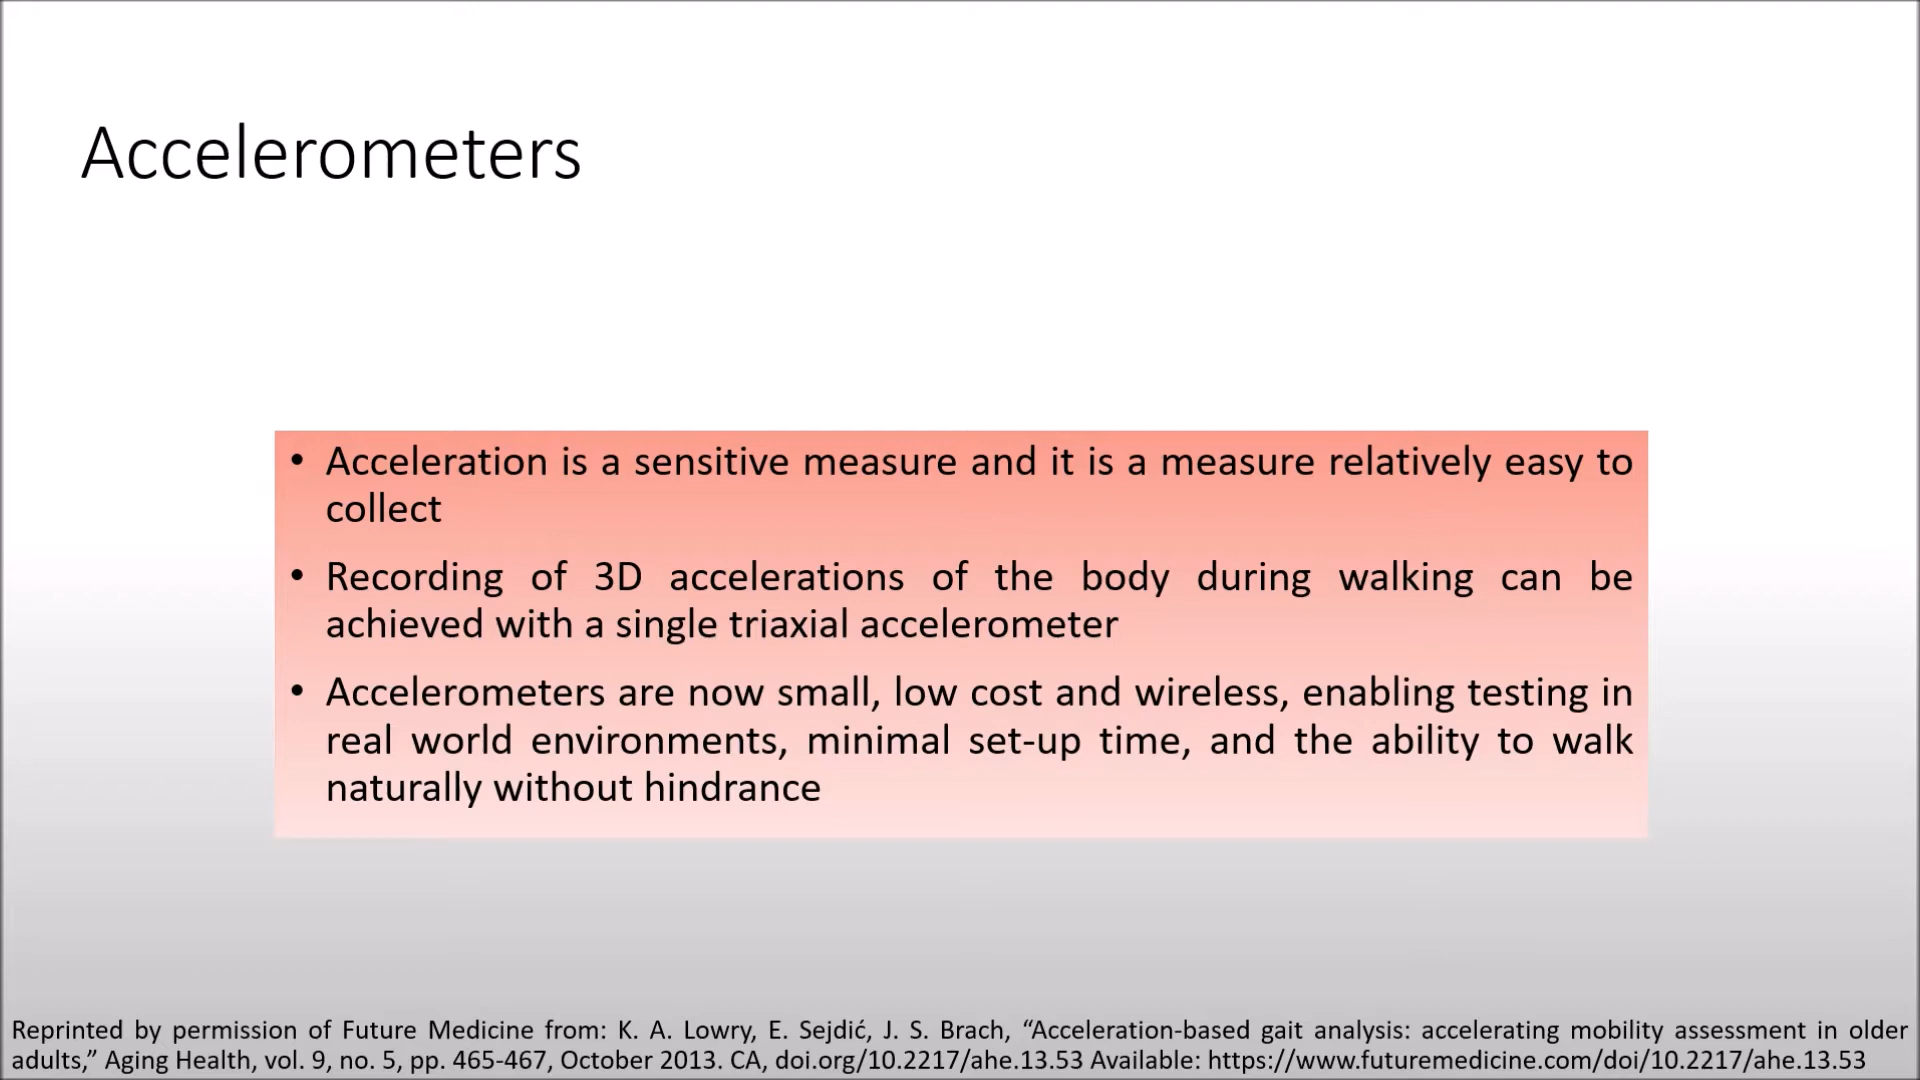 Accelerometers
• Acceleration is a sensitive measure and it is a measure relatively easy to
collect
• Recording of 3D accelerations of the body during walking can be
achieved with a single triaxial accelerometer
• Accelerometers are now small, low cost and wireless, enabling testing in
real world environments, minimal set-up time, and the ability to walk
naturally without hindrance
Reprinted by permission of Future Medicine from: K. A. Lowry, E. Sejdić, J. S. Brach, “Acceleration-based gait analysis: accelerating mobility assessment in older
adults,” Aging Health, vol. 9, no. 5, pp. 465-467, October 2013. CA, doi.org/10.2217/ahe.13.53 Available: https://www.futuremedicine.com/doi/10.2217/ahe.13.53